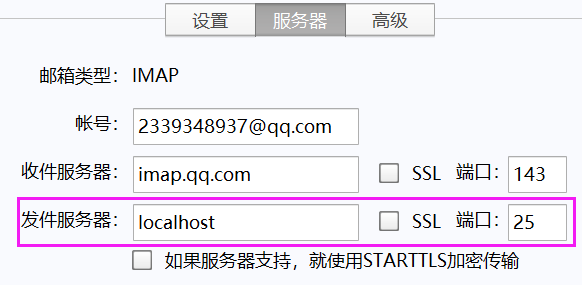 设置 服务器 高级
邮箱类型: IMAP
帐号: 2339348937@qq.com
收件服务器: imap.qq.com SSL 端口: 143
发件服务器: localhost SSL 端口: 25
如果服务器支持，就使用STARTTLS加密传输